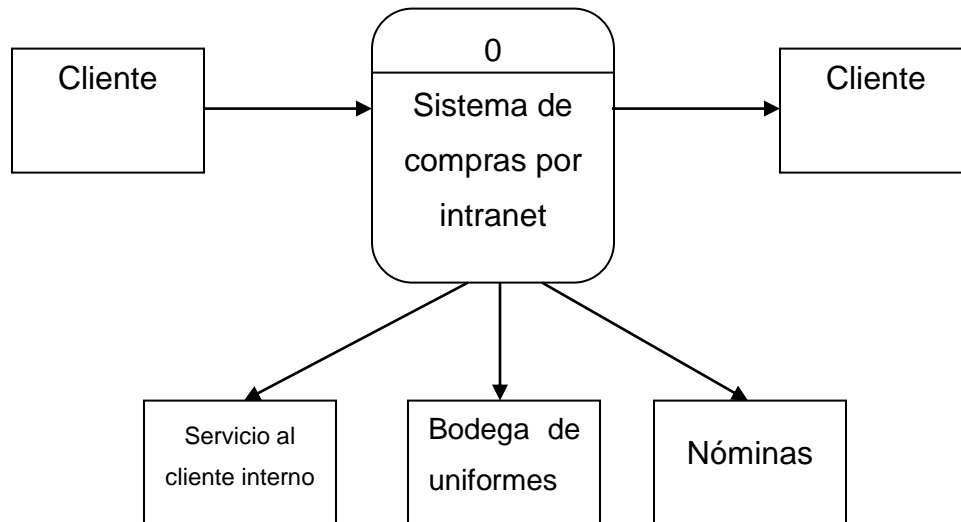 0
Cliente
Cliente
Sistema de
compras por
intranet
Servicio al
cliente interno
Bodega de
uniformes
Nóminas